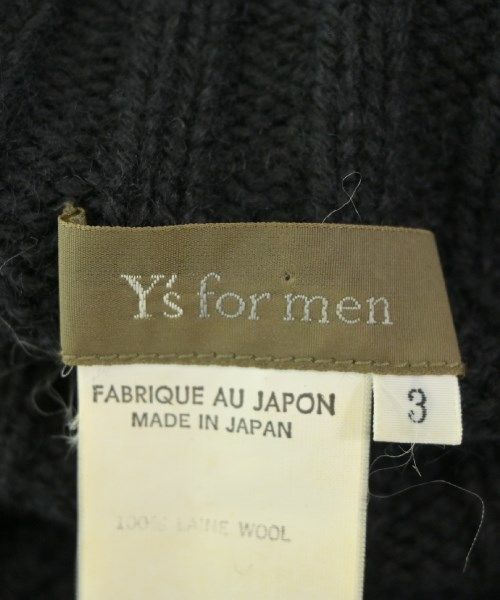 Y's for men
3
FABRIQUE AU JAPON
MADE IN JAPAN
100% LAINE WOOL